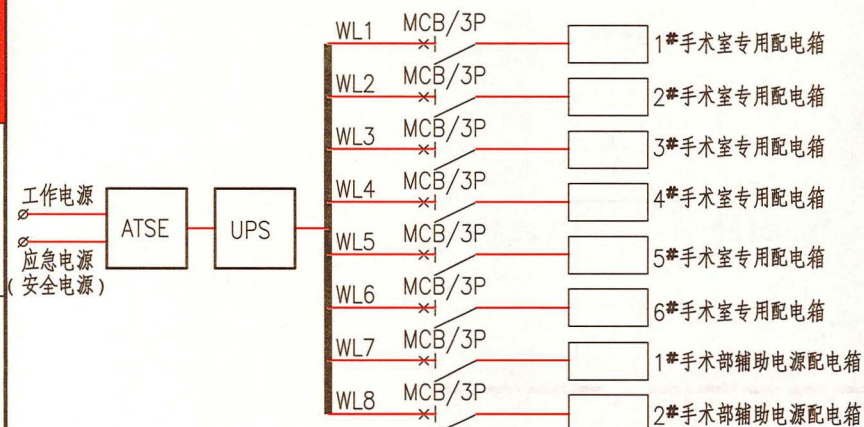 WL1 MCB/3P 1#手术室专用配电箱
WL2 MCB/3P 2#手术室专用配电箱
WL3 MCB/3P 3#手术室专用配电箱
WL4 MCB/3P 4#手术室专用配电箱
工作电源
ATSE UPS
应急电源
(安全电源)
WL5 MCB/3P 5#手术室专用配电箱
WL6 MCB/3P 6#手术室专用配电箱
WL7 MCB/3P 1#手术部辅助电源配电箱
WL8 MCB/3P 2#手术部辅助电源配电箱